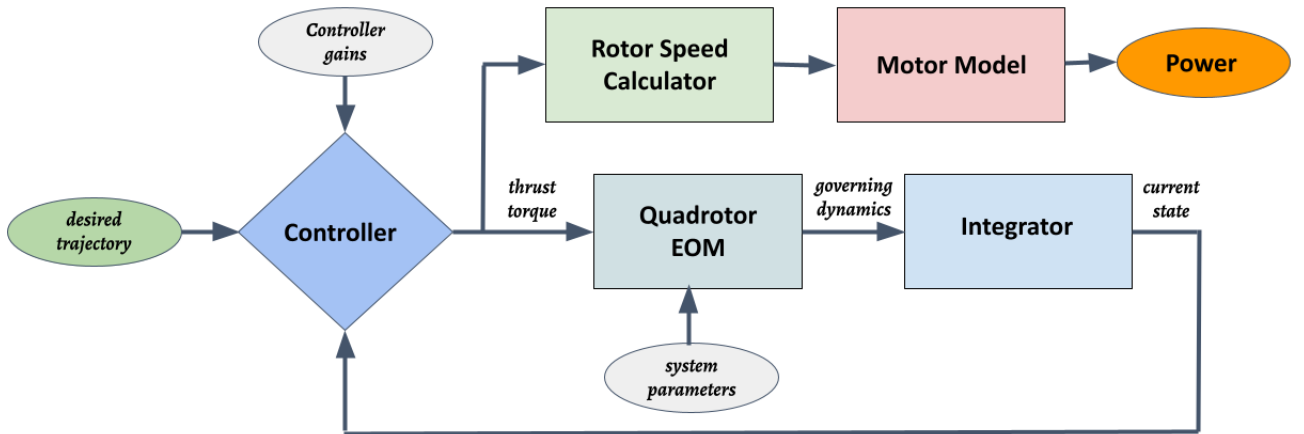 Controller
gains
Rotor Speed
Calculator
Motor Model
Power
desired
trajectory
Controller
thrust
torque
Quadrotor
EOM
governing
dynamics
Integrator
current
state
system
parameters